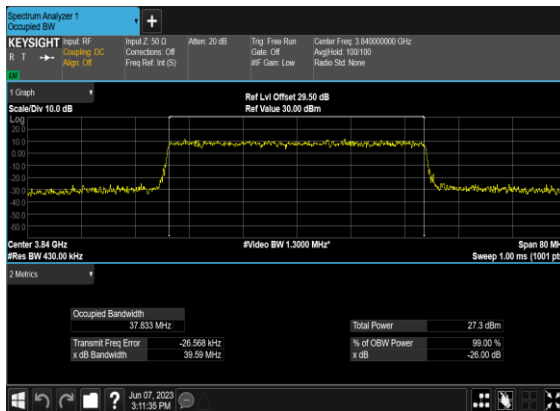 Spectrum Analyzer 1
Occupied BW
KEYSIGHT Input: RF Input Z: 50 Ω Atten: 20 dB Trig: Free Run Center Freq: 3.840000000 GHz
R T Coupling: DC Corrections: Off Gate: Off Avg|Hold: 100/100
Align: Off Freq Ref: Int (S) #IF Gain: Low Radio Std: None
1 Graph Ref Lvl Offset 29.50 dB
Scale/Div 10.0 dB Ref Value 30.00 dBm
Log
20.0
10.0
0.00
-10.0
-20.0
-30.0
-40.0
-50.0
-60.0
Center 3.84 GHz #Video BW 1.3000 MHz* Span 80 MH
#Res BW 430.00 kHz Sweep 1.00 ms (1001 pts
2 Metrics
Occupied Bandwidth
37.833 MHz Total Power 27.3 dBm
Transmit Freq Error -26.568 kHz % of OBW Power 99.00 %
x dB Bandwidth 39.59 MHz x dB -26.00 dB
Jun 07, 2023
3:11:35 PM